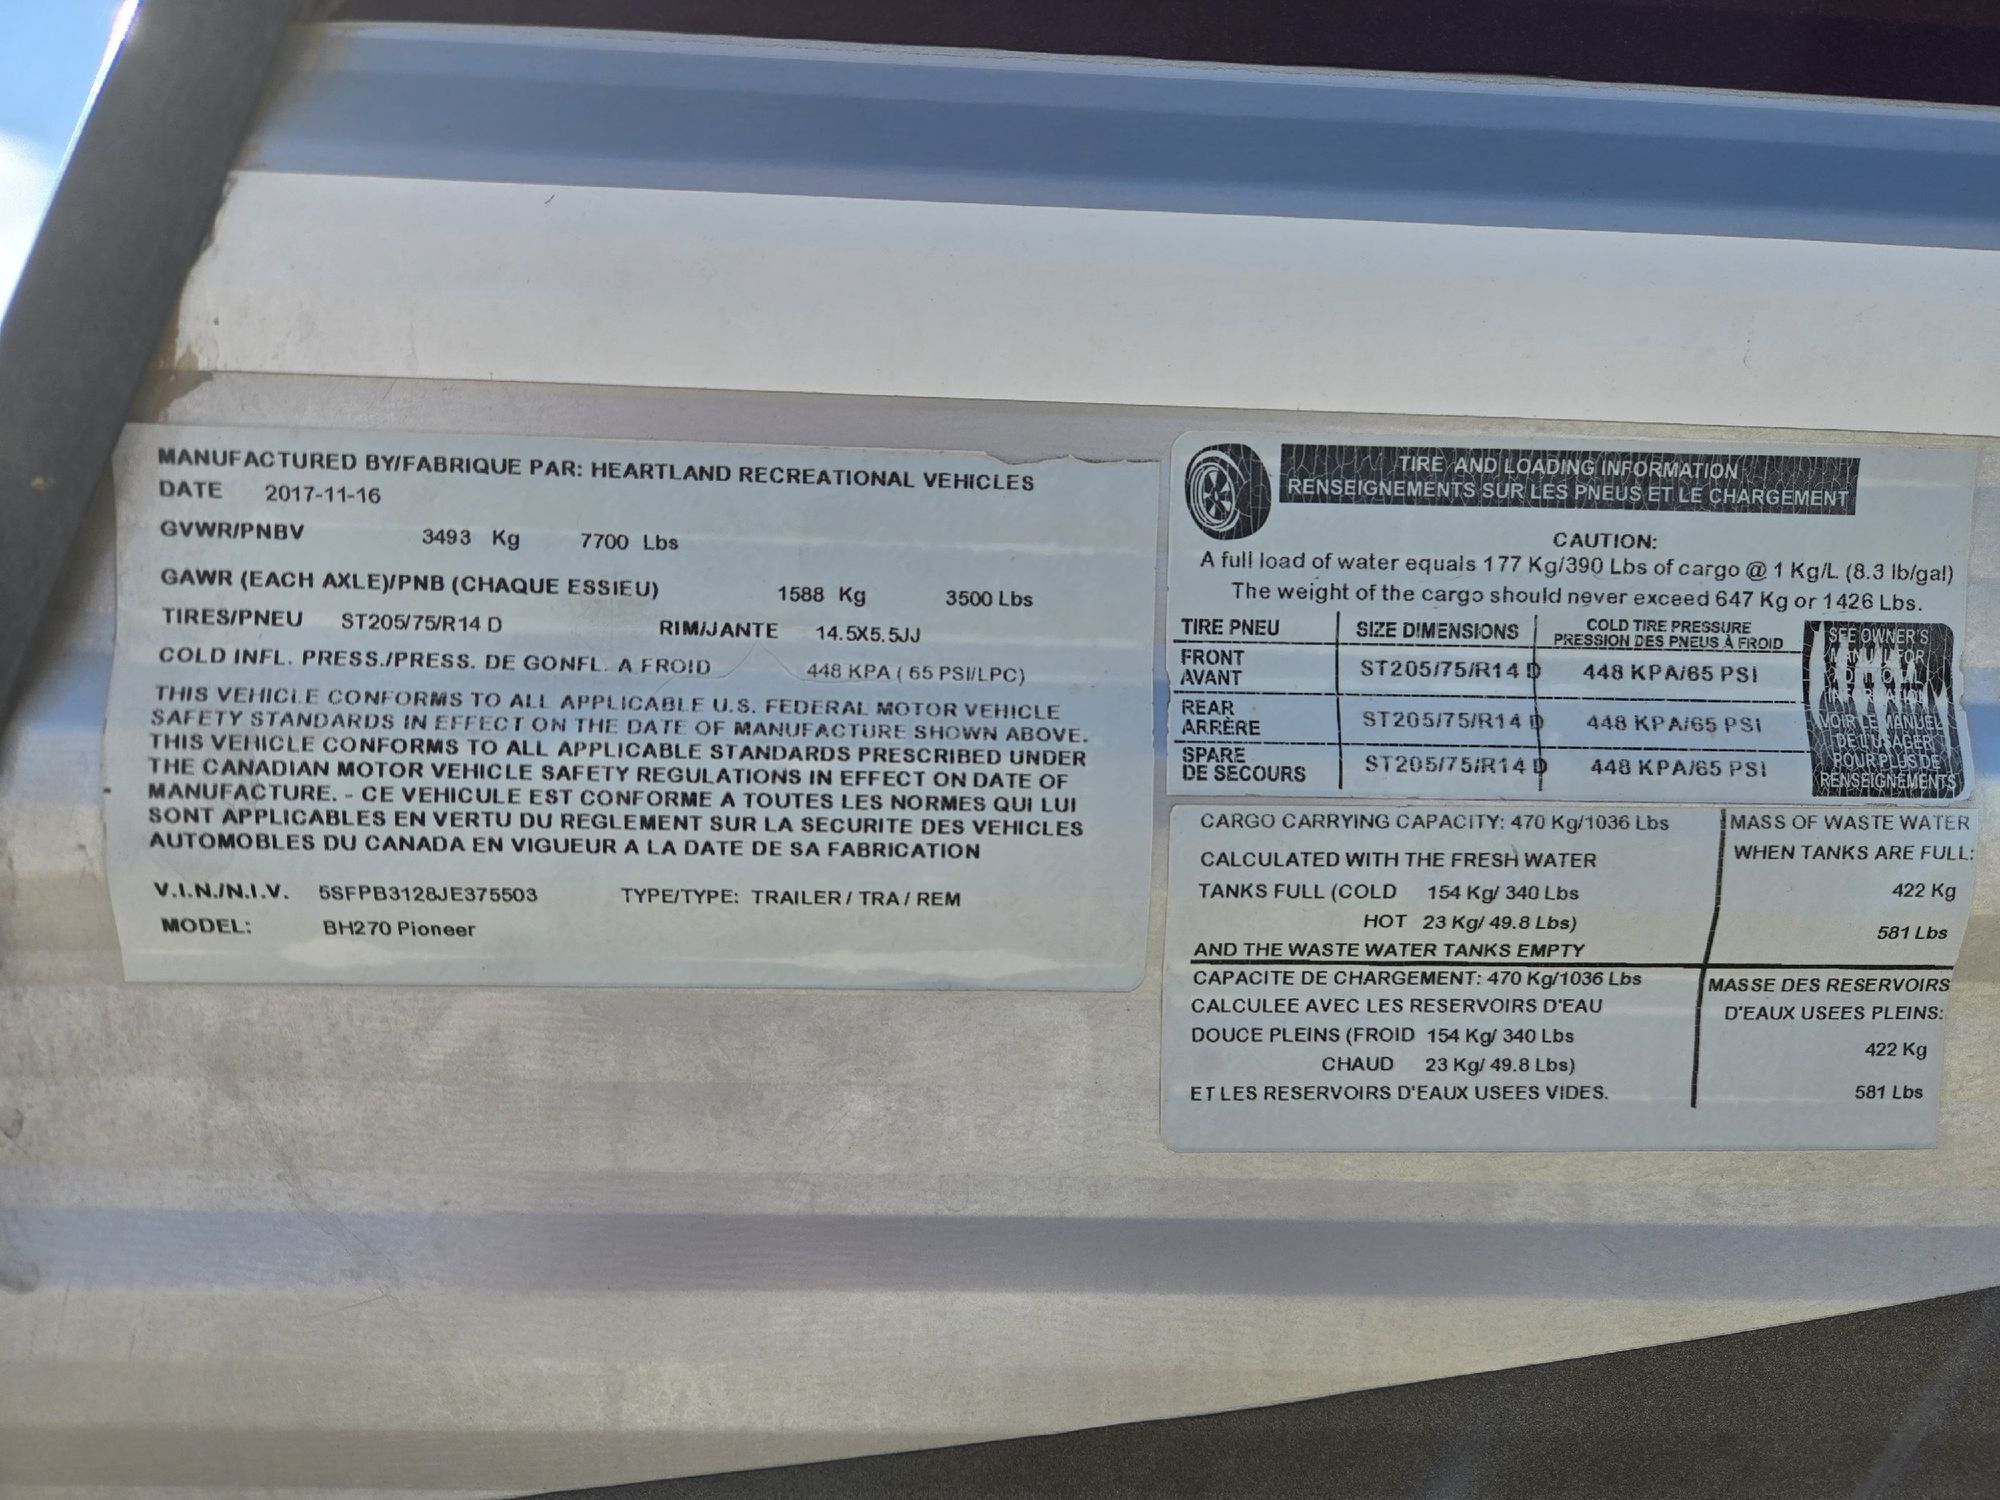 MANUFACTURED BY/FABRIQUE PAR: HEARTLAND RECREATIONAL VEHICLES
DATE 2017-11-16
GVWR/PNBV 3493 Kg 7700 Lbs
GAWR (EACH AXLE)/PNB (CHAQUE ESSIEU) 1588 Kg 3500 Lbs
TIRES/PNEU ST205/75/R14 D RIM/JANTE 14.5X5.5JJ
COLD INFL. PRESS./PRESS. DE GONFL. A FROID 448 KPA ( 65 PSI/LPC)
THIS VEHICLE CONFORMS TO ALL APPLICABLE U.S. FEDERAL MOTOR VEHICLE
SAFETY STANDARDS IN EFFECT ON THE DATE OF MANUFACTURE SHOWN ABOVE.
THIS VEHICLE CONFORMS TO ALL APPLICABLE STANDARDS PRESCRIBED UNDER
THE CANADIAN MOTOR VEHICLE SAFETY REGULATIONS IN EFFECT ON DATE OF
MANUFACTURE. - CE VEHICULE EST CONFORME A TOUTES LES NORMES QUI LUI
SONT APPLICABLES EN VERTU DU REGLEMENT SUR LA SECURITE DES VEHICLES
AUTOMOBLES DU CANADA EN VIGUEUR A LA DATE DE SA FABRICATION
V.I.N./N.I.V. 5SFPB3128JE375503 TYPE/TYPE: TRAILER / TRA / REM
MODEL: BH270 Pioneer
TIRE AND LOADING INFORMATION
RENSEIGNEMENTS SUR LES PNEUS ET LE CHARGEMENT
CAUTION:
A full load of water equals 177 Kg/390 Lbs of cargo @ 1 Kg/L (8.3 lb/gal)
The weight of the cargo should never exceed 647 Kg or 1426 Lbs.
TIRE PNEU SIZE DIMENSIONS COLD TIRE PRESSURE
PRESSION DES PNEUS À FROID
FRONT
AVANT ST205/75/R14 D 448 KPA/65 PSI
REAR
ARRÈRE ST205/75/R14 D 448 KPA/65 PSI
SPARE
DE SECOURS ST205/75/R14 D 448 KPA/65 PSI
SEE OWNER'S
MANUAL FOR
ADDITIONAL
INFORMATION
VOIR LE MANUEL
DE L'USAGER
POUR PLUS DE
RENSEIGNEMENTS
CARGO CARRYING CAPACITY: 470 Kg/1036 Lbs
CALCULATED WITH THE FRESH WATER
TANKS FULL (COLD 154 Kg/ 340 Lbs
HOT 23 Kg/ 49.8 Lbs)
AND THE WASTE WATER TANKS EMPTY
MASS OF WASTE WATER
WHEN TANKS ARE FULL:
422 Kg
581 Lbs
CAPACITE DE CHARGEMENT: 470 Kg/1036 Lbs
CALCULEE AVEC LES RESERVOIRS D'EAU
DOUCE PLEINS (FROID 154 Kg/ 340 Lbs
CHAUD 23 Kg/ 49.8 Lbs)
ET LES RESERVOIRS D'EAUX USEES VIDES.
MASSE DES RESERVOIRS
D'EAUX USEES PLEINS:
422 Kg
581 Lbs